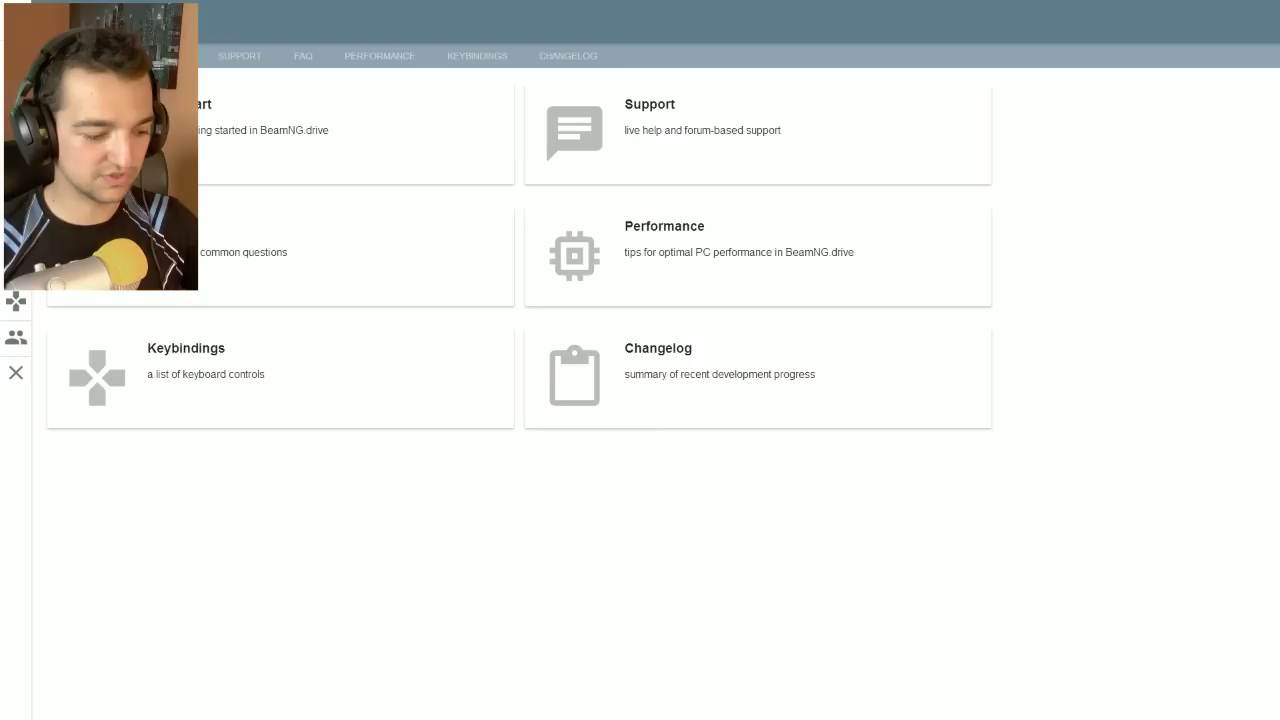 SUPPORT FAQ PERFORMANCE KEYBINDINGS CHANGELOG
art
ing started in BeamNG.drive
Support
live help and forum-based support
common questions
Performance
tips for optimal PC performance in BeamNG.drive
Keybindings
a list of keyboard controls
Changelog
summary of recent development progress